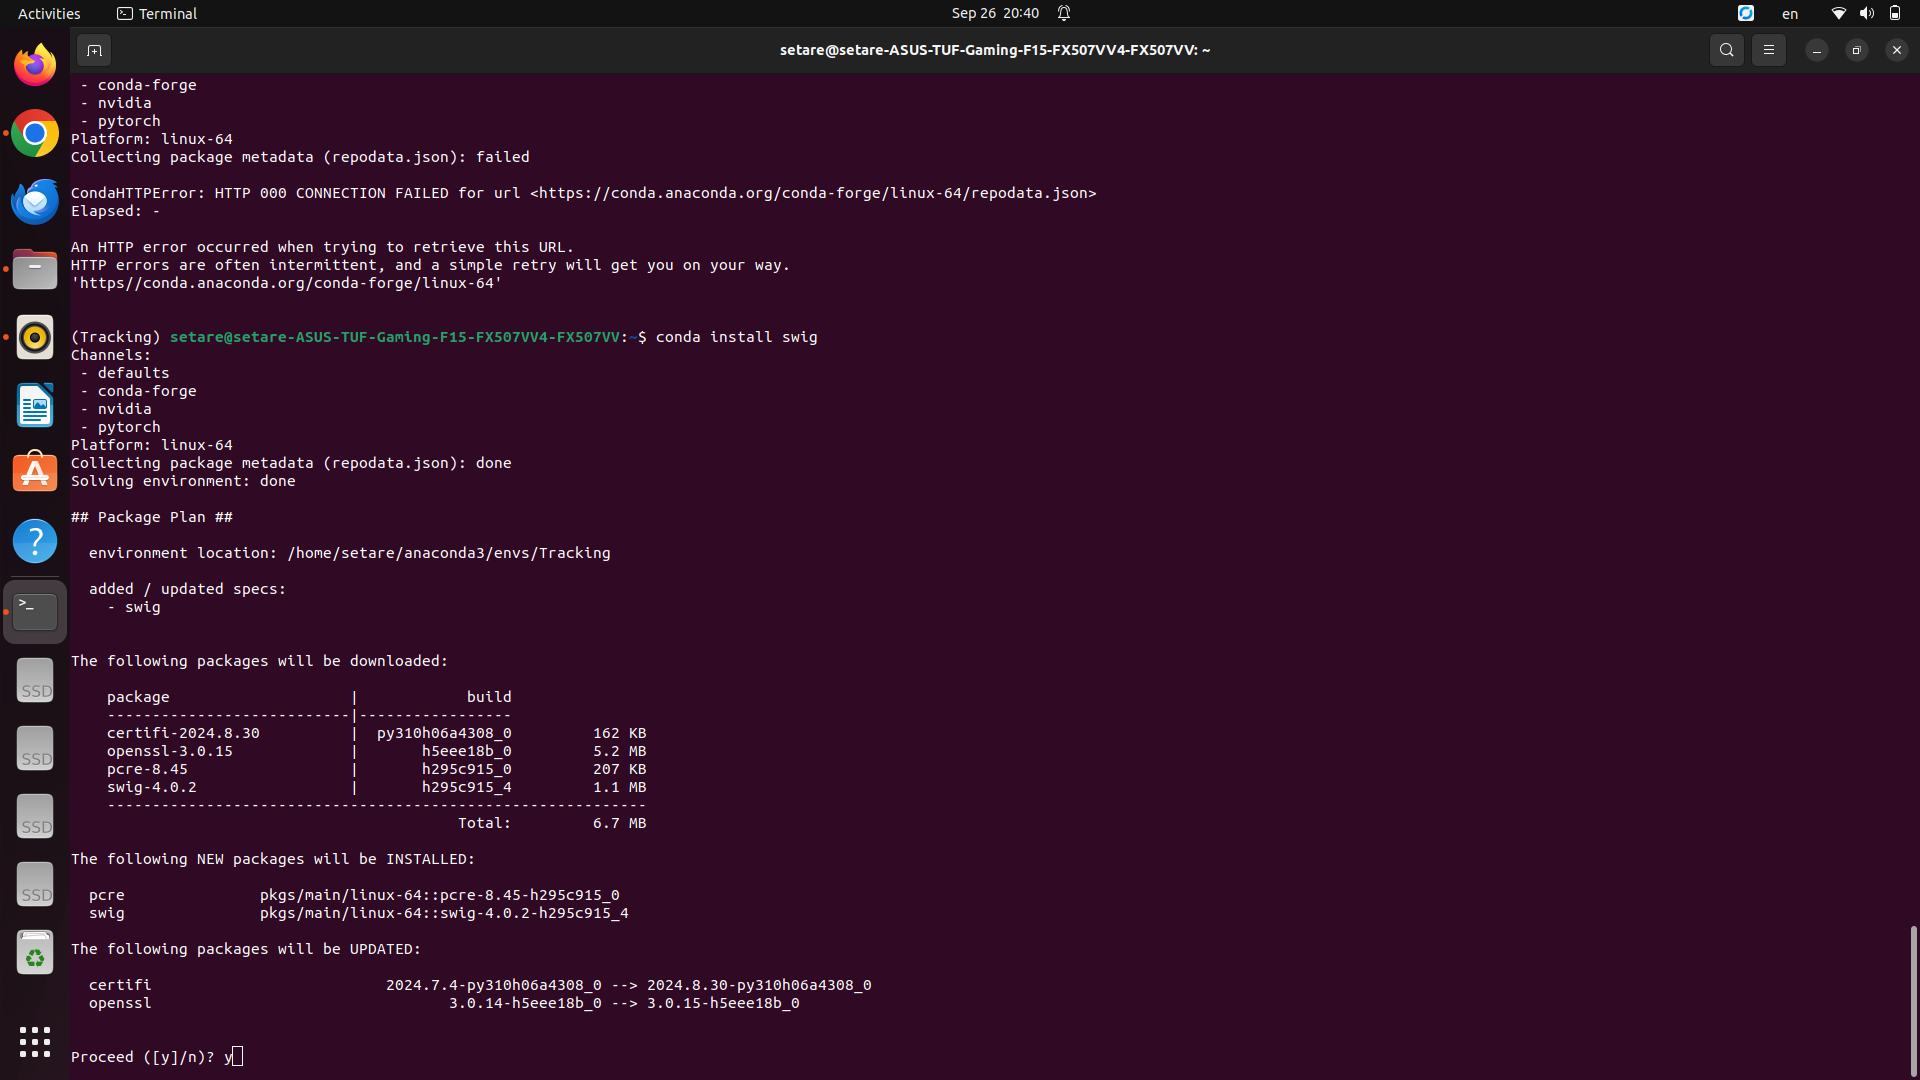 Activities
Terminal
Sep 26 20:40
en
setare@setare-ASUS-TUF-Gaming-F15-FX507VV4-FX507VV: ~
- conda-forge
- nvidia
- pytorch
Platform: linux-64
Collecting package metadata (repodata.json): failed
CondaHTTPError: HTTP 000 CONNECTION FAILED for url <https://conda.anaconda.org/conda-forge/linux-64/repodata.json>
Elapsed: -
An HTTP error occurred when trying to retrieve this URL.
HTTP errors are often intermittent, and a simple retry will get you on your way.
'https//conda.anaconda.org/conda-forge/linux-64'
(Tracking) setare@setare-ASUS-TUF-Gaming-F15-FX507VV4-FX507VV:~$ conda install swig
Channels:
- defaults
- conda-forge
- nvidia
- pytorch
Platform: linux-64
Collecting package metadata (repodata.json): done
Solving environment: done
## Package Plan ##
environment location: /home/setare/anaconda3/envs/Tracking
added / updated specs:
- swig
The following packages will be downloaded:
package | build
---------------------------|-----------------
certifi-2024.8.30 | py310h06a4308_0 162 KB
openssl-3.0.15 | h5eee18b_0 5.2 MB
pcre-8.45 | h295c915_0 207 KB
swig-4.0.2 | h295c915_4 1.1 MB
------------------------------------------------------------
Total: 6.7 MB
The following NEW packages will be INSTALLED:
pcre pkgs/main/linux-64::pcre-8.45-h295c915_0
swig pkgs/main/linux-64::swig-4.0.2-h295c915_4
The following packages will be UPDATED:
certifi 2024.7.4-py310h06a4308_0 --> 2024.8.30-py310h06a4308_0
openssl 3.0.14-h5eee18b_0 --> 3.0.15-h5eee18b_0
Proceed ([y]/n)? y
SSD
SSD
SSD
SSD